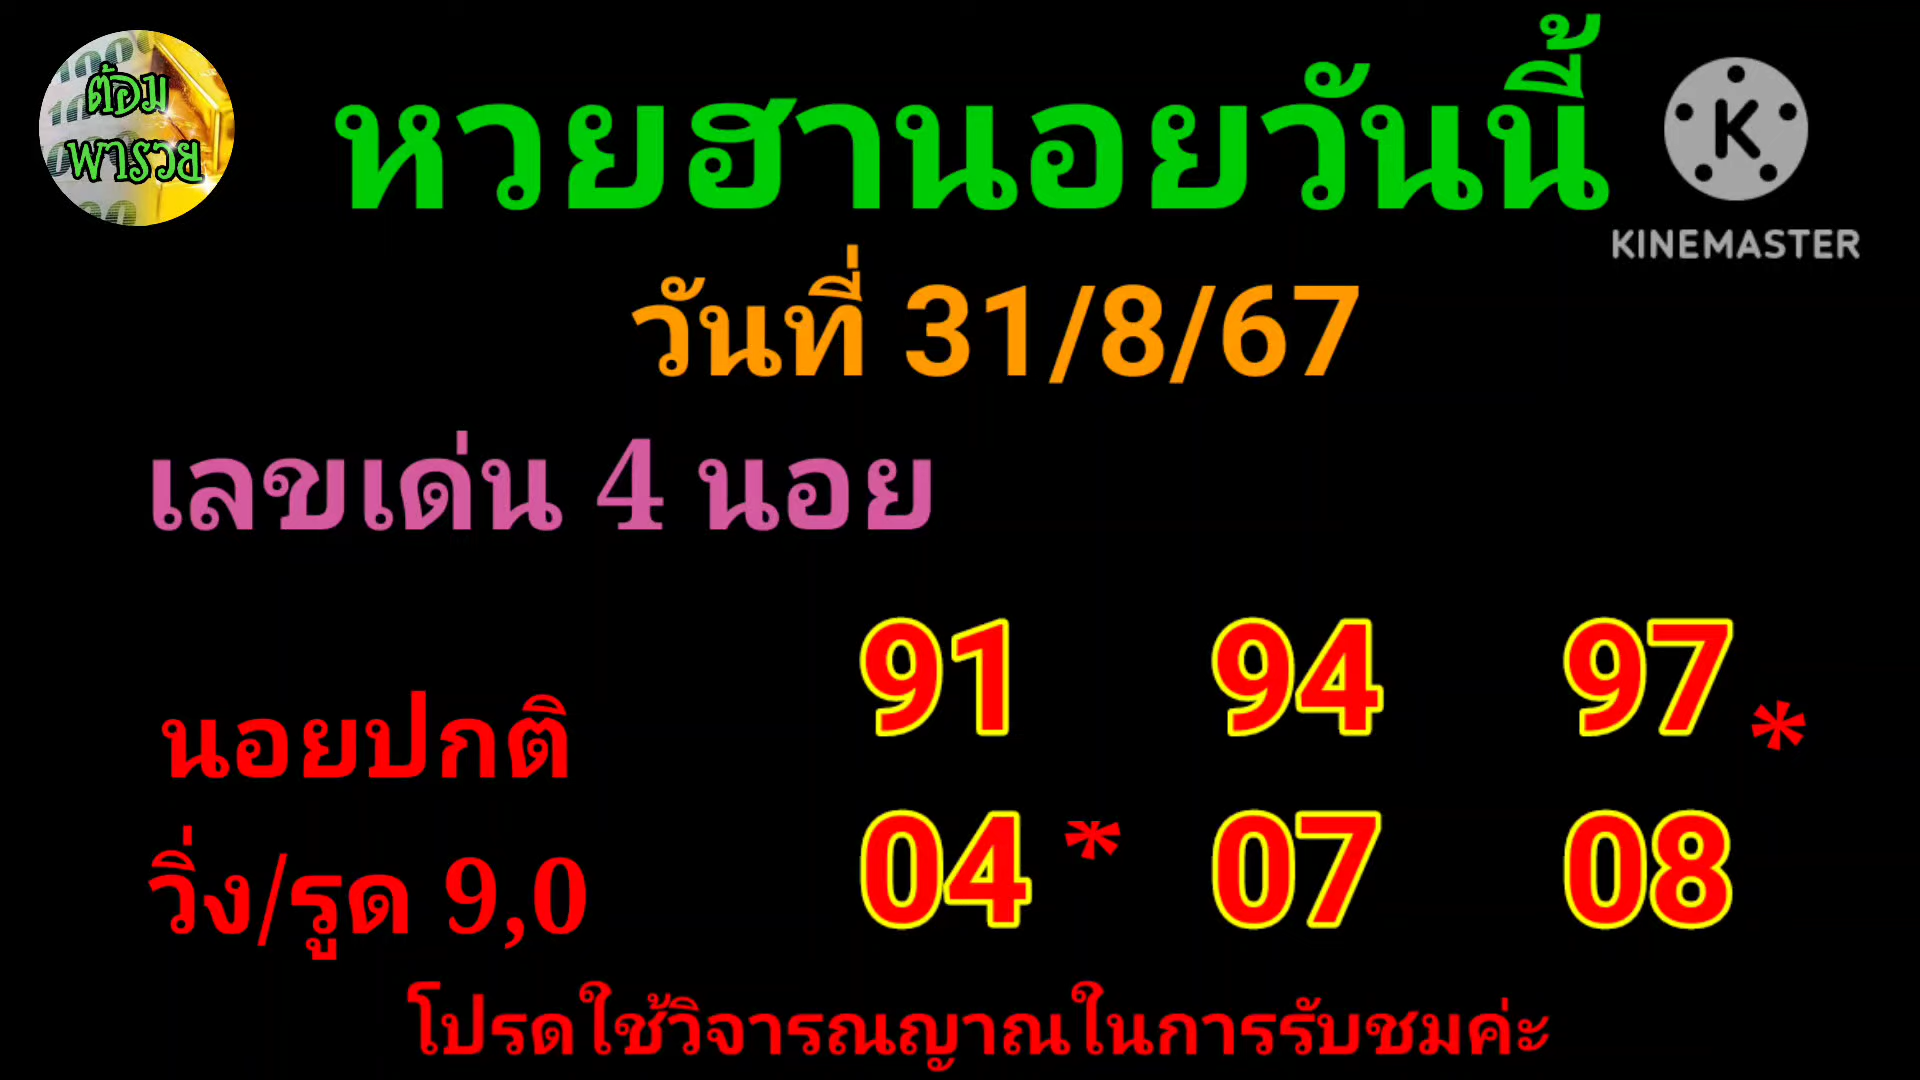 ต้อม
พารวย
หวยฮานอยวันนี้
KINEMASTER
วันที่ 31/8/67
เลขเด่น 4 นอย
91 94 97 *
นอยปกติ
04 * 07 08
วิ่ง/รูด 9,0
โปรดใช้วิจารณญาณในการรับชมค่ะ